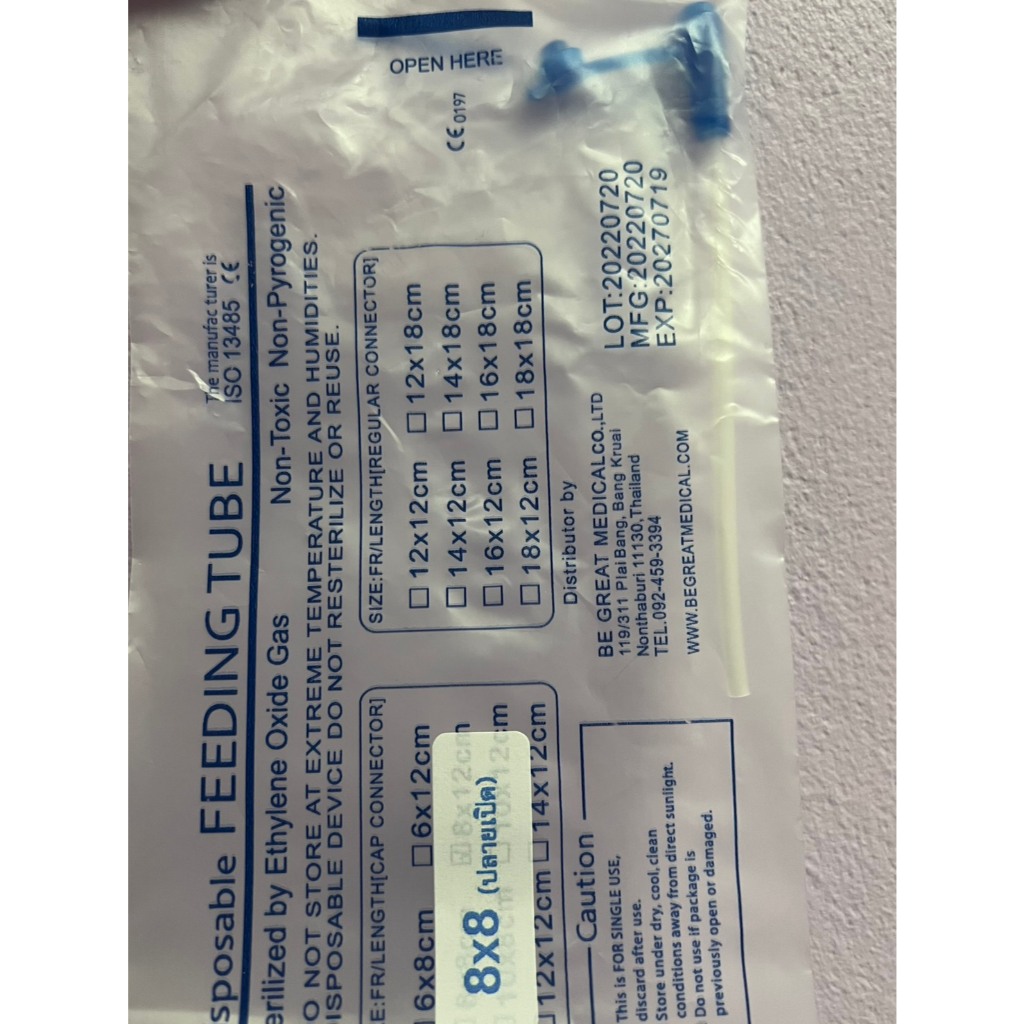 OPEN HERE
CE 0197
The manufacturer is
ISO 13485 CE
sposable FEEDING TUBE
erilized by Ethylene Oxide Gas Non-Toxic Non-Pyrogenic
O NOT STORE AT EXTREME TEMPERATURE AND HUMIDITIES.
ISPOSABLE DEVICE DO NOT RESTERILIZE OR REUSE.
E:FR/LENGTH[CAP CONNECTOR]
6x8cm 6x12cm
8x12cm
10x8cm 10x12cm
12x12cm 14x12cm
8x8 (ปลายเปิด)
SIZE:FR/LENGTH[REGULAR CONNECTOR]
12x12cm 12x18cm
14x12cm 14x18cm
16x12cm 16x18cm
18x12cm 18x18cm
Caution
This is FOR SINGLE USE,
discard after use.
Store under dry, cool, clean
conditions away from direct sunlight.
Do not use if package is
previously open or damaged.
Distributor by
BE GREAT MEDICAL CO.,LTD
119/311 Plai Bang, Bang Kruai
Nonthaburi 11130,Thailand
TEL.092-459-3394
WWW.BEGREATMEDICAL.COM
LOT:20220720
MFG:20220720
EXP:20270719